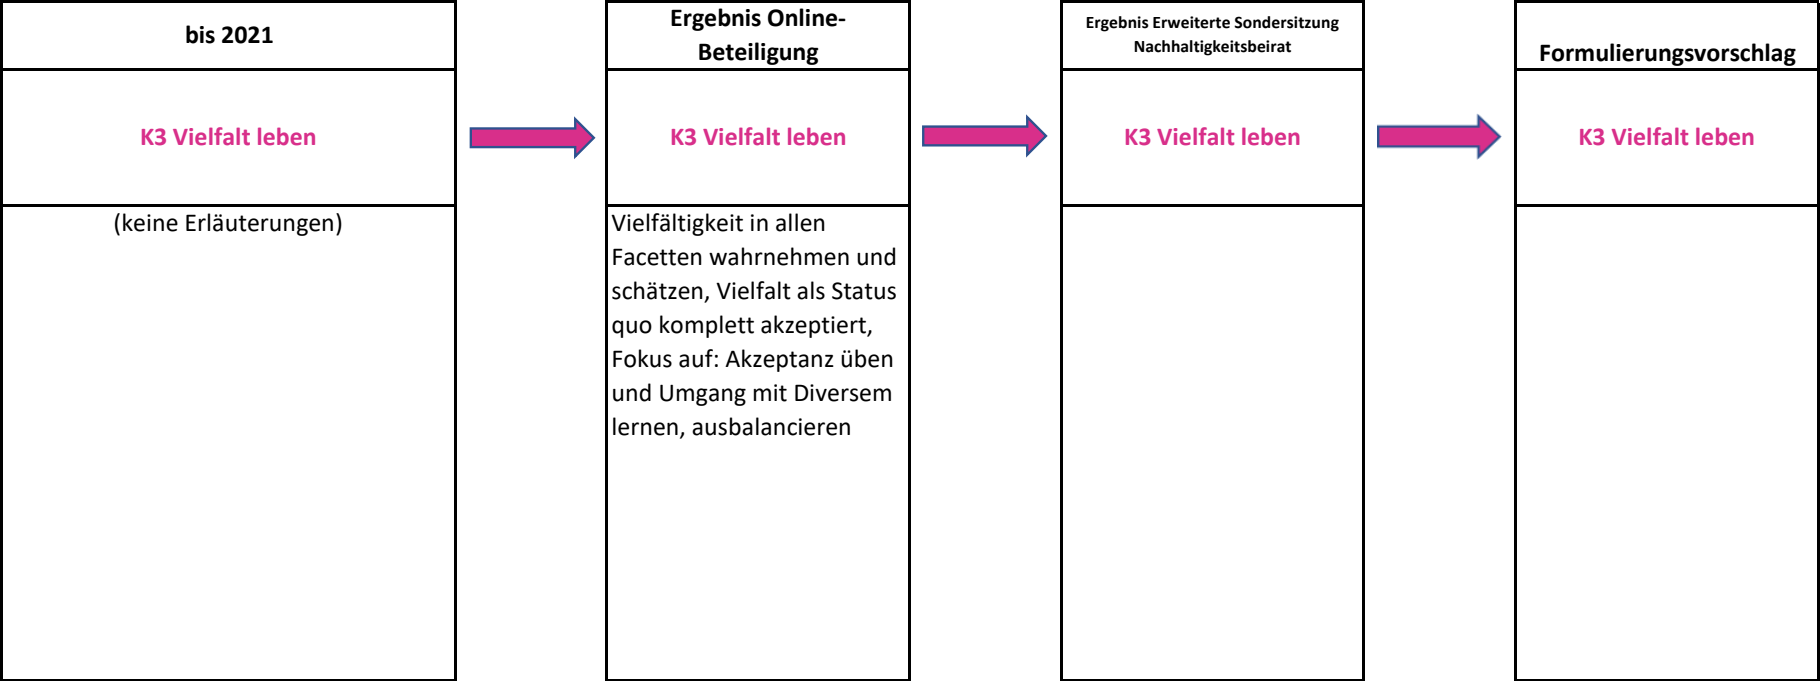 bis 2021
K3 Vielfalt leben
(keine Erläuterungen)
Ergebnis Online-
Beteiligung
K3 Vielfalt leben
Vielfältigkeit in allen
Facetten wahrnehmen und
schätzen, Vielfalt als Status
quo komplett akzeptiert,
Fokus auf: Akzeptanz üben
und Umgang mit Diversem
lernen, ausbalancieren
Ergebnis Erweiterte Sondersitzung
Nachhaltigkeitsbeirat
K3 Vielfalt leben
Formulierungsvorschlag
K3 Vielfalt leben